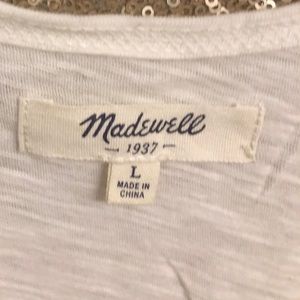 Madewell
— 1937 —
L
MADE IN
CHINA